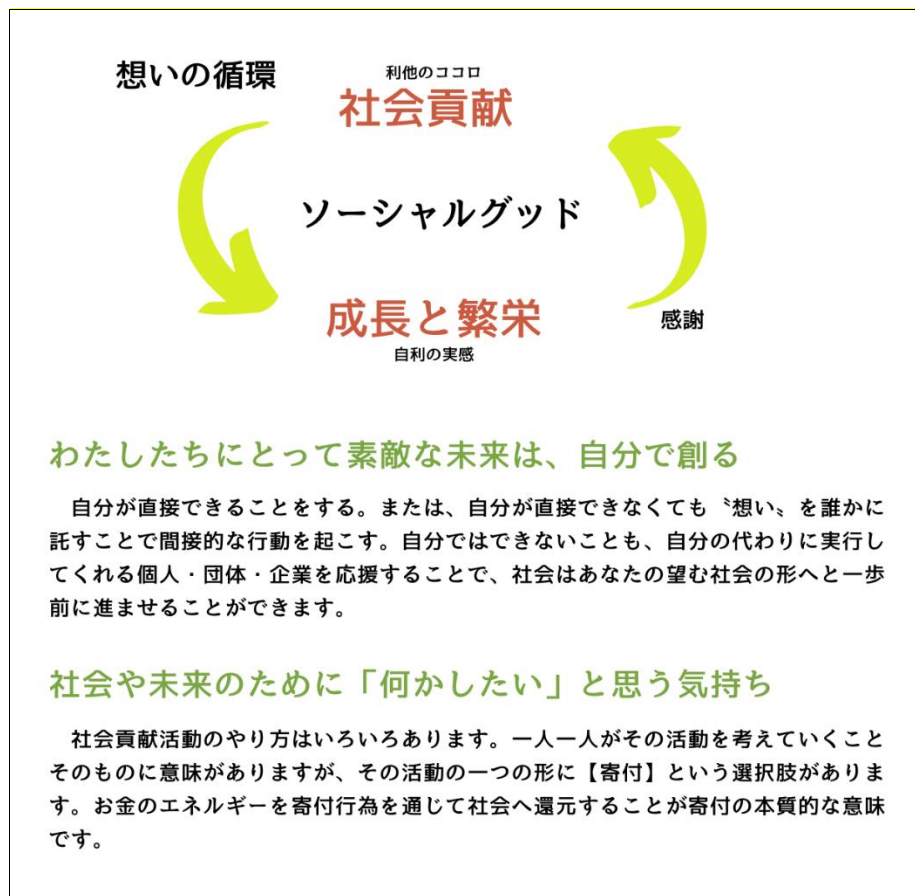 想いの循環
利他のココロ
社会貢献
ソーシャルグッド
成長と繁栄
自利の実感
感謝
わたしたちにとって素敵な未来は、自分で創る
　自分が直接できることをする。または、自分が直接できなくても〝想い〟を誰かに
託すことで間接的な行動を起こす。自分ではできないことも、自分の代わりに実行し
てくれる個人・団体・企業を応援することで、社会はあなたの望む社会の形へと一歩
前に進ませることができます。
社会や未来のために「何かしたい」と思う気持ち
　社会貢献活動のやり方はいろいろあります。一人一人がその活動を考えていくこと
そのものに意味がありますが、その活動の一つの形に【寄付】という選択肢がありま
す。お金のエネルギーを寄付行為を通じて社会へ還元することが寄付の本質的な意味
です。